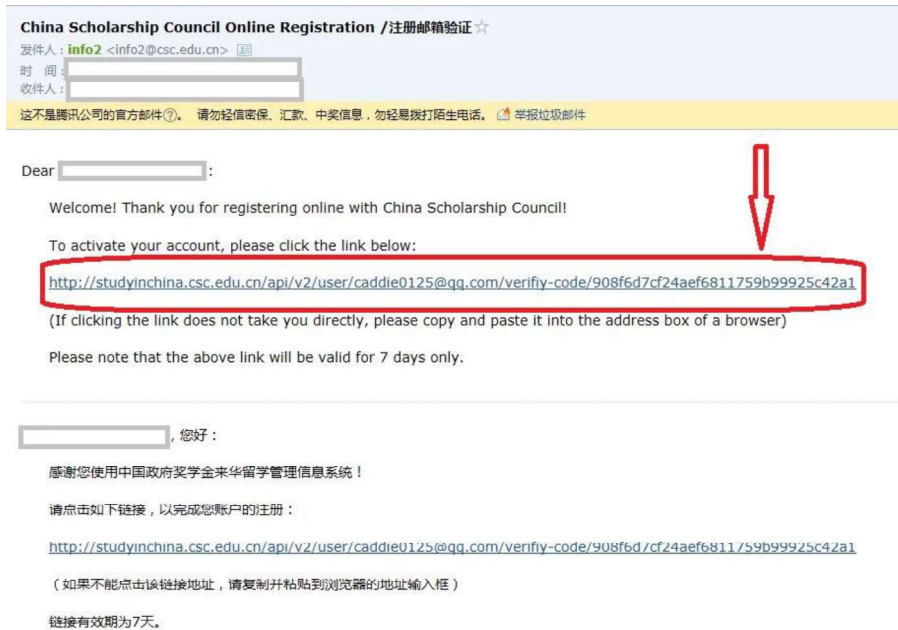 China Scholarship Council Online Registration /注册邮箱验证☆
发件人：info2 <info2@csc.edu.cn>
时 间：
收件人：
这不是腾讯公司的官方邮件?。 请勿轻信密保、汇款、中奖信息，勿轻易拨打陌生电话。 举报垃圾邮件
Dear :
Welcome! Thank you for registering online with China Scholarship Council!
To activate your account, please click the link below:
http://studyinchina.csc.edu.cn/api/v2/user/caddie0125@qq.com/verifiy-code/908f6d7cf24aef6811759b99925c42a1
(If clicking the link does not take you directly, please copy and paste it into the address box of a browser)
Please note that the above link will be valid for 7 days only.
，您好：
感谢您使用中国政府奖学金来华留学管理信息系统！
请点击如下链接，以完成您账户的注册：
http://studyinchina.csc.edu.cn/api/v2/user/caddie0125@qq.com/verifiy-code/908f6d7cf24aef6811759b99925c42a1
（如果不能点击该链接地址，请复制并粘贴到浏览器的地址输入框）
链接有效期为7天。